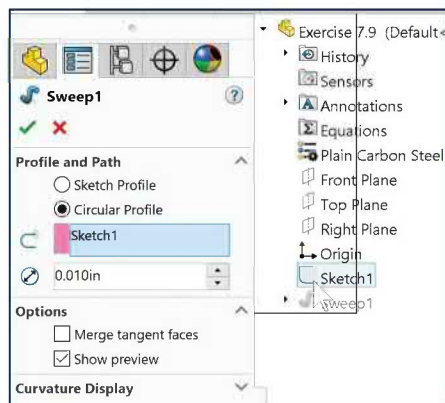 Sweep1
Profile and Path
Sketch Profile
Circular Profile
Sketch1
0.010in
Options
Merge tangent faces
Show preview
Curvature Display
Exercise 7.9 (Default<
History
Sensors
Annotations
Equations
Plain Carbon Steel
Front Plane
Top Plane
Right Plane
Origin
Sketch1
Sweep1